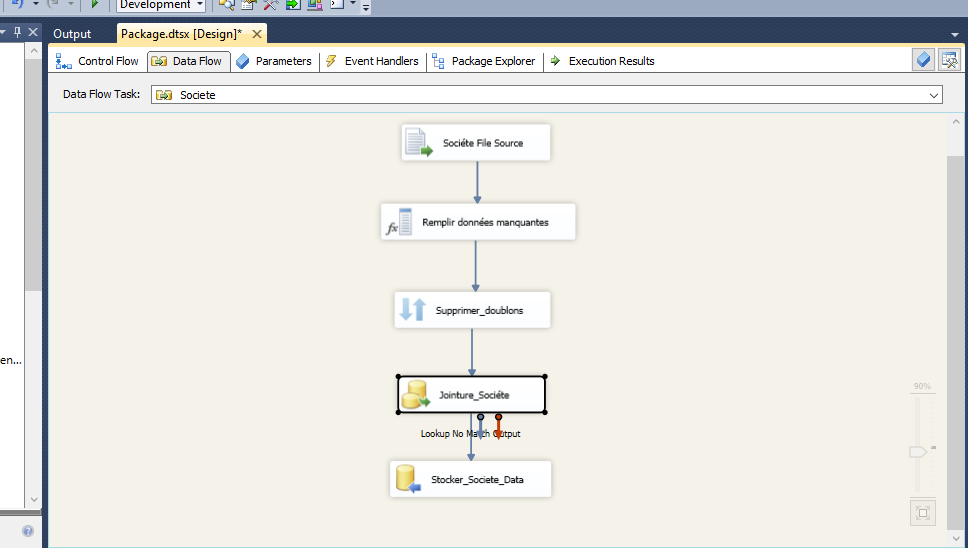 Development
Output
Package.dtsx [Design]*
Control Flow
Data Flow
Parameters
Event Handlers
Package Explorer
Execution Results
Data Flow Task:
Societe
Sociéte File Source
Remplir données manquantes
Supprimer_doublons
en...
Jointure_Sociéte
90%
Lookup No Match Output
Stocker_Societe_Data